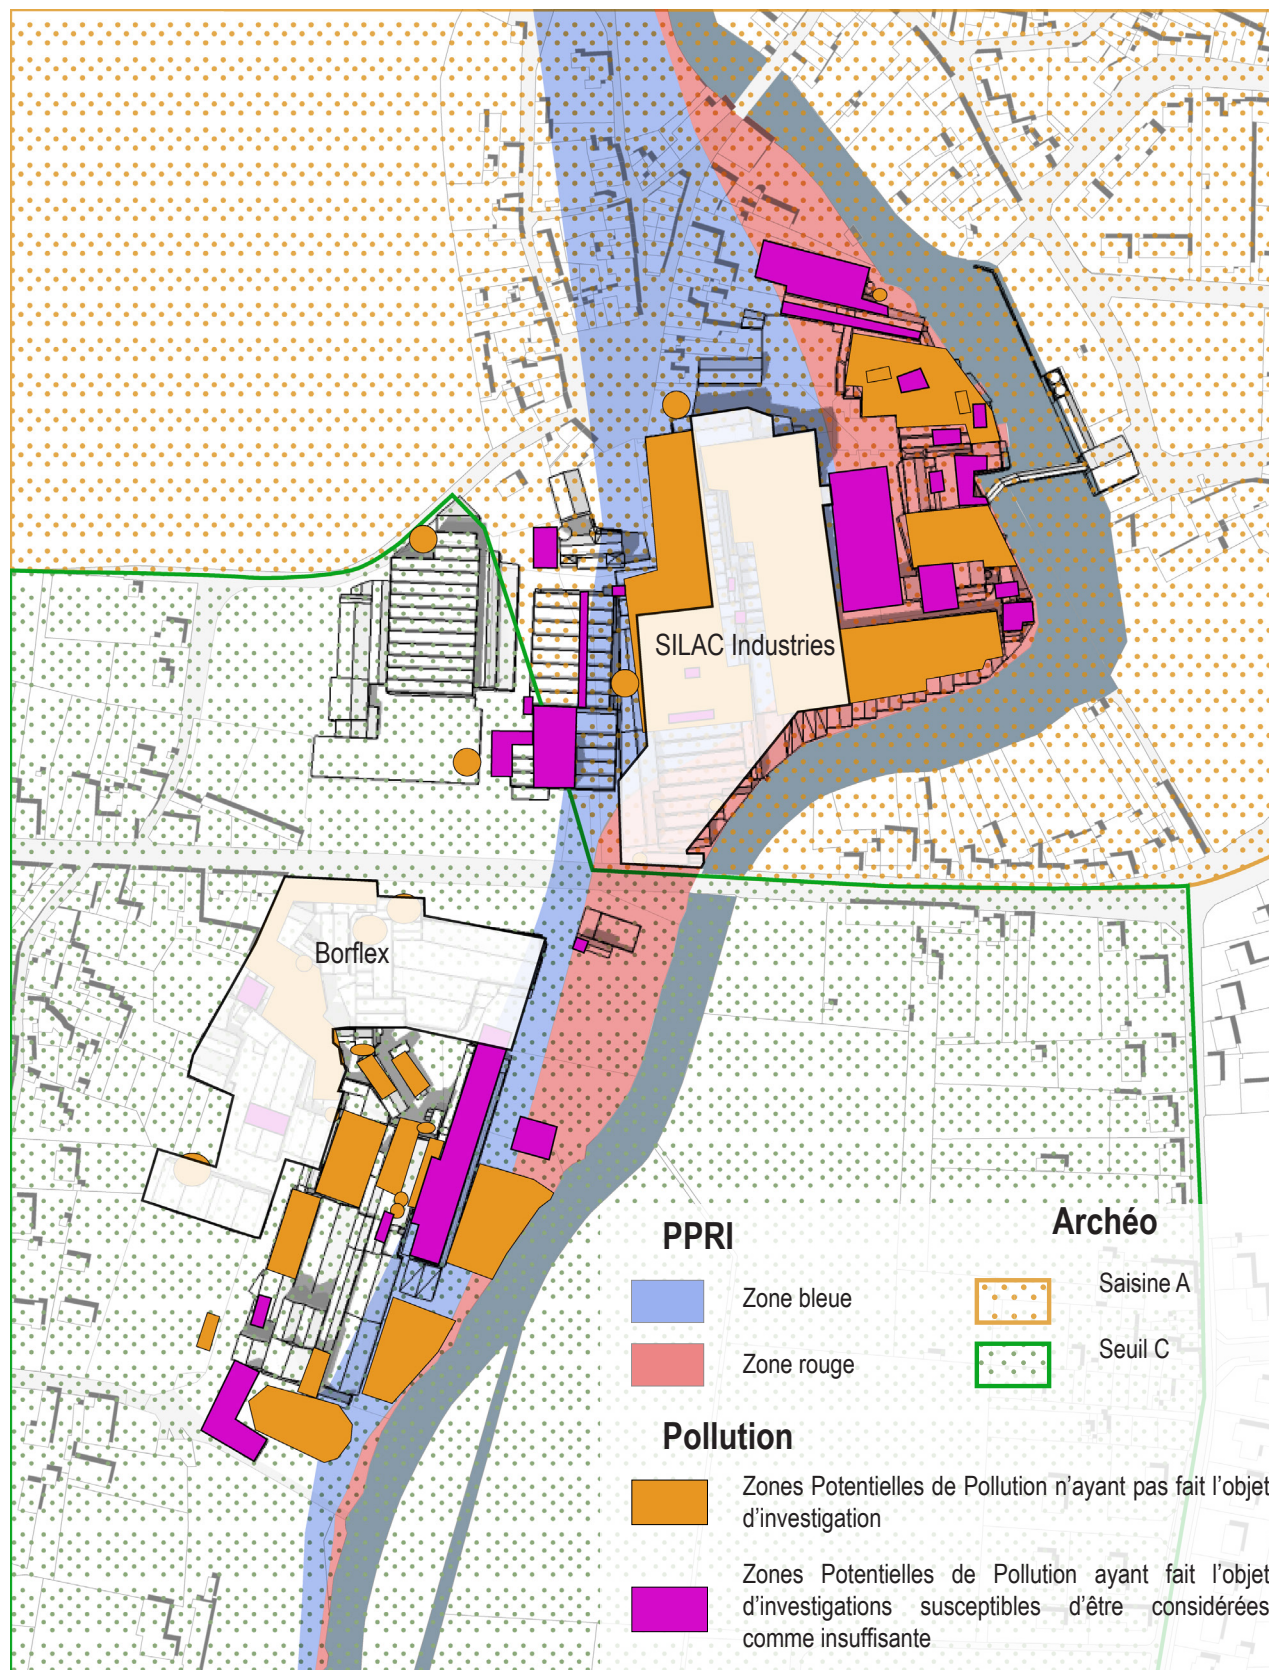 SILAC Industries
Borflex
PPRI
Zone bleue
Zone rouge
Archéo
Saisine A
Seuil C
Pollution
Zones Potentielles de Pollution n'ayant pas fait l'objet
d'investigation
Zones Potentielles de Pollution ayant fait l'objet
d'investigations susceptibles d'être considérées
comme insuffisante